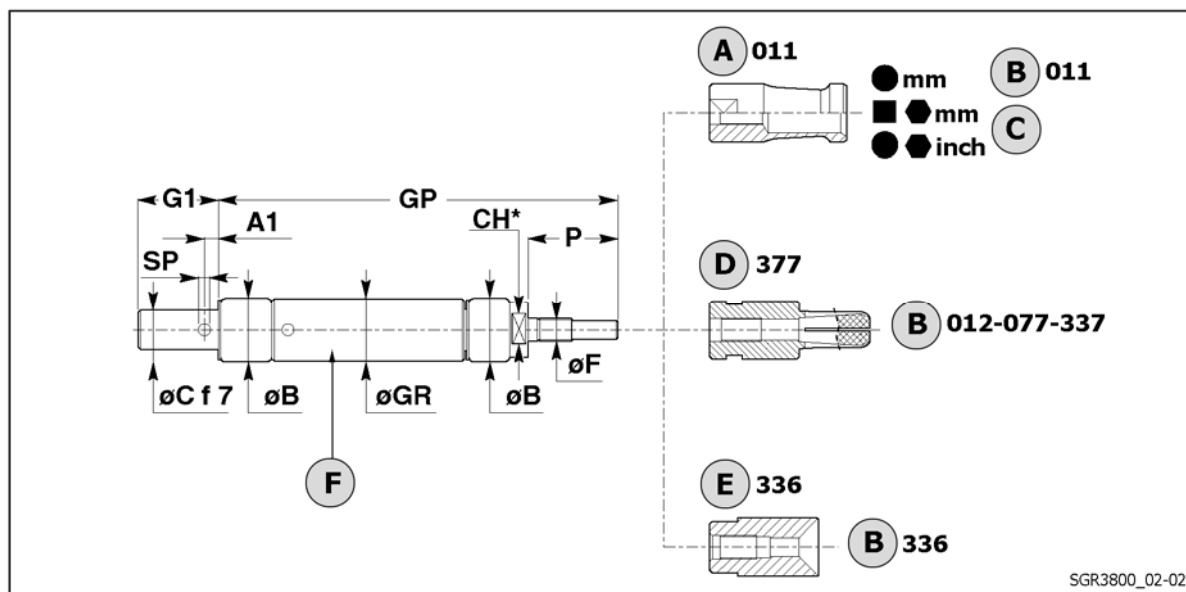 A 011
mm
mm
inch
B 011
C
G1
GP
A1
CH*
P
SP
D 377
B 012-077-337
øF
øC f 7
øB
øGR
øB
F
E 336
B 336
SGR3800_02-02